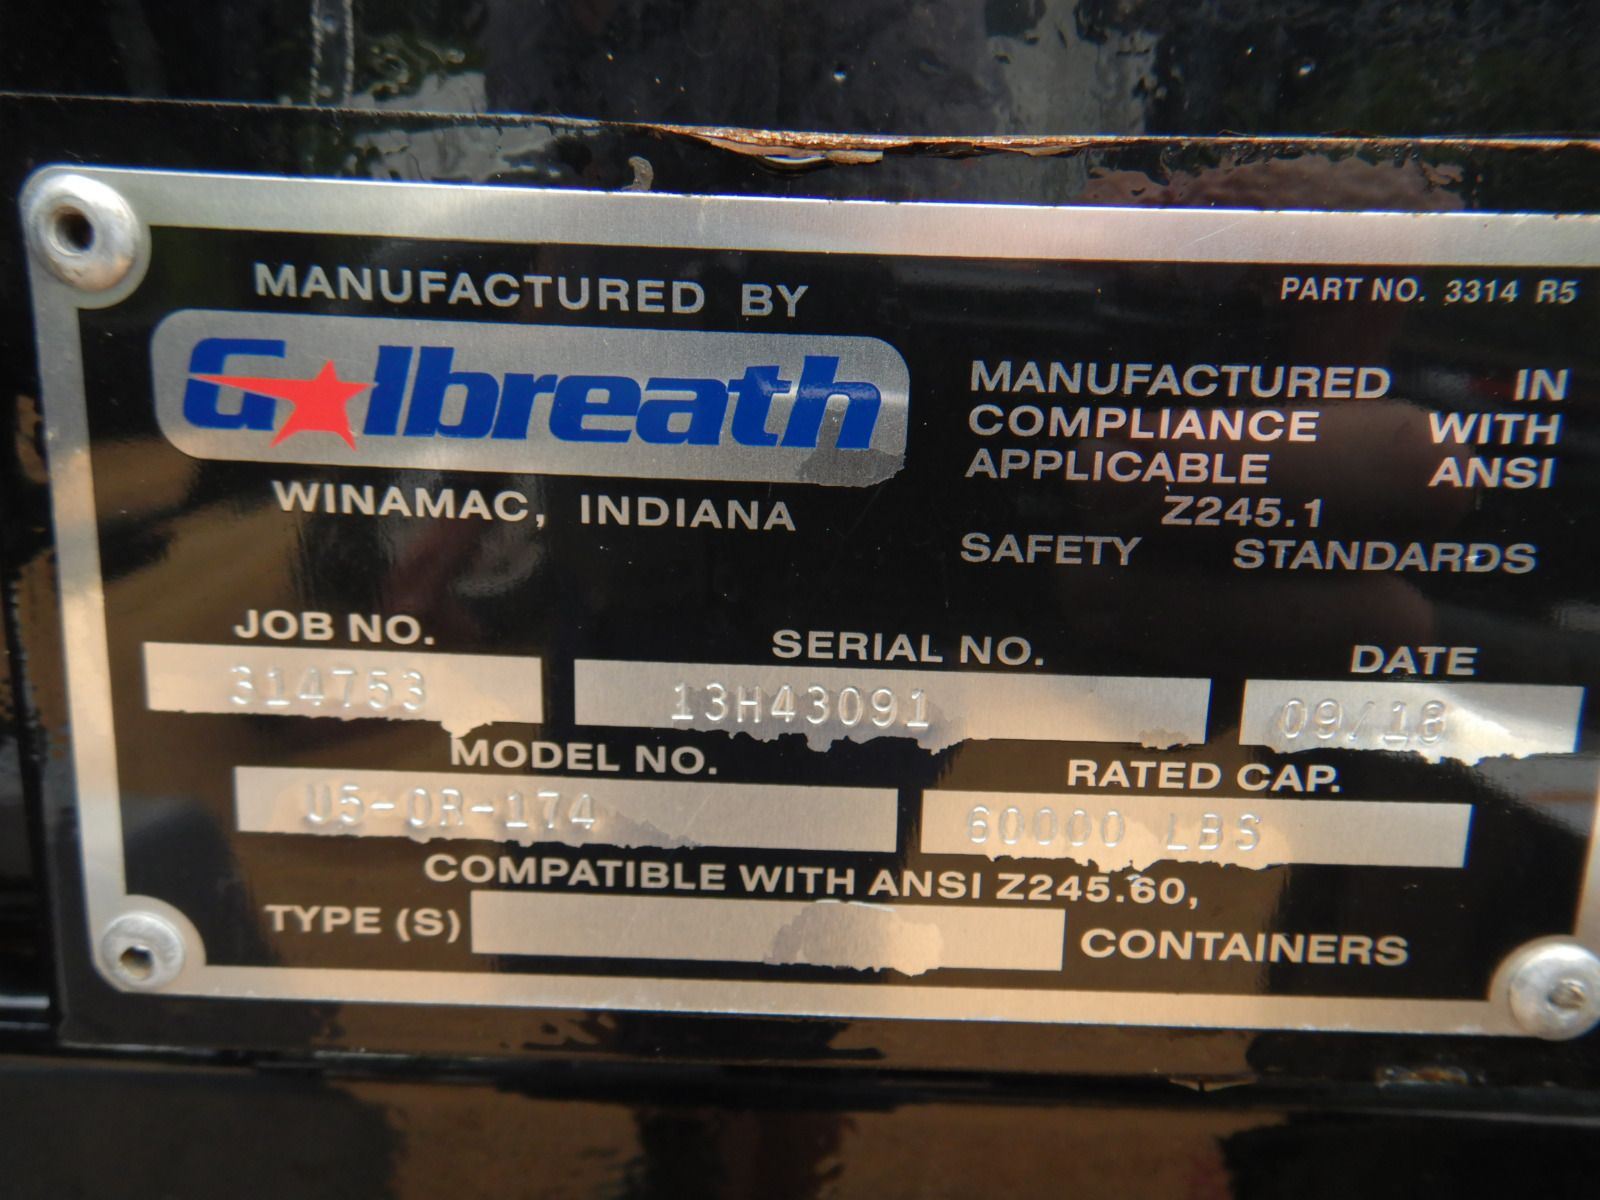 MANUFACTURED BY
Galbreath
WINAMAC, INDIANA
PART NO. 3314 R5
MANUFACTURED IN
COMPLIANCE WITH
APPLICABLE ANSI
Z245.1
SAFETY STANDARDS
JOB NO.
314753
SERIAL NO.
13H43091
DATE
09/18
MODEL NO.
U5-OR-174
RATED CAP.
60000 LBS
COMPATIBLE WITH ANSI Z245.60,
TYPE (S) CONTAINERS